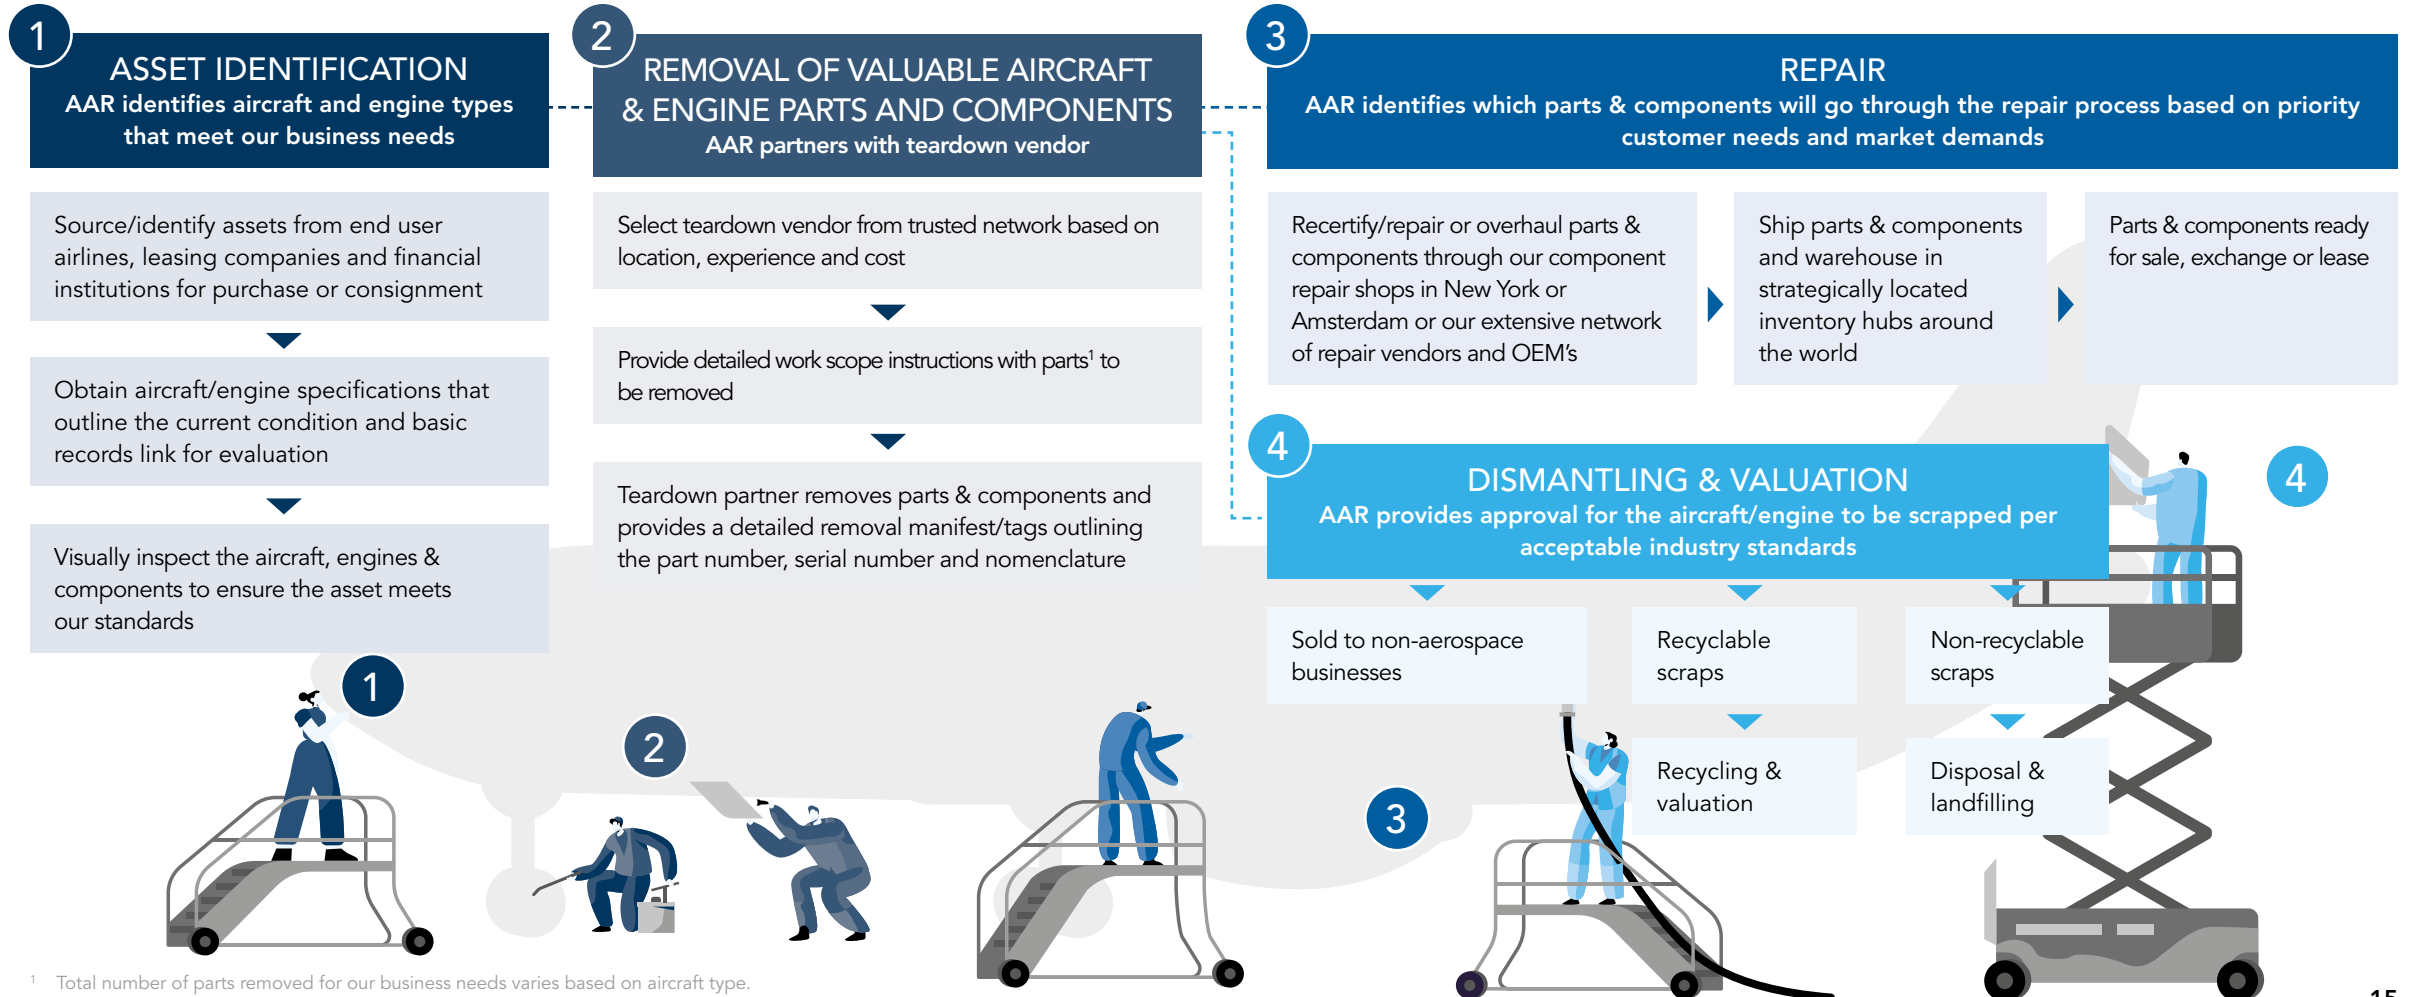 1
ASSET IDENTIFICATION
AAR identifies aircraft and engine types
that meet our business needs
Source/identify assets from end user
airlines, leasing companies and financial
institutions for purchase or consignment
Obtain aircraft/engine specifications that
outline the current condition and basic
records link for evaluation
Visually inspect the aircraft, engines &
components to ensure the asset meets
our standards
2
REMOVAL OF VALUABLE AIRCRAFT
& ENGINE PARTS AND COMPONENTS
AAR partners with teardown vendor
Select teardown vendor from trusted network based on
location, experience and cost
Provide detailed work scope instructions with parts¹ to
be removed
Teardown partner removes parts & components and
provides a detailed removal manifest/tags outlining
the part number, serial number and nomenclature
3
REPAIR
AAR identifies which parts & components will go through the repair process based on priority
customer needs and market demands
Recertify/repair or overhaul parts &
components through our component
repair shops in New York or
Amsterdam or our extensive network
of repair vendors and OEM’s
Ship parts & components
and warehouse in
strategically located
inventory hubs around
the world
Parts & components ready
for sale, exchange or lease
4
DISMANTLING & VALUATION
AAR provides approval for the aircraft/engine to be scrapped per
acceptable industry standards
Sold to non-aerospace
businesses
Recyclable
scraps
Recycling &
valuation
Non-recyclable
scraps
Disposal &
landfilling
1
2
3
4
¹ Total number of parts removed for our business needs varies based on aircraft type.